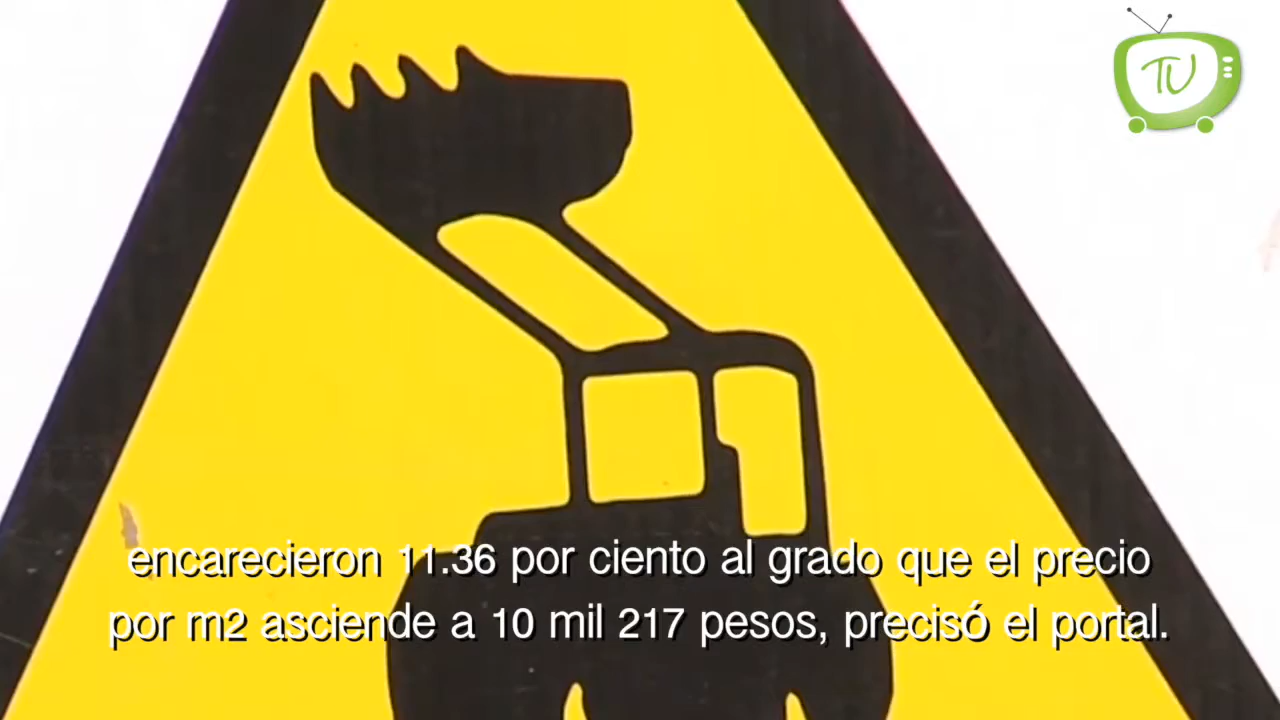 TV
encarecieron 11.36 por ciento al grado que el precio
por m2 asciende a 10 mil 217 pesos, precisó el portal.